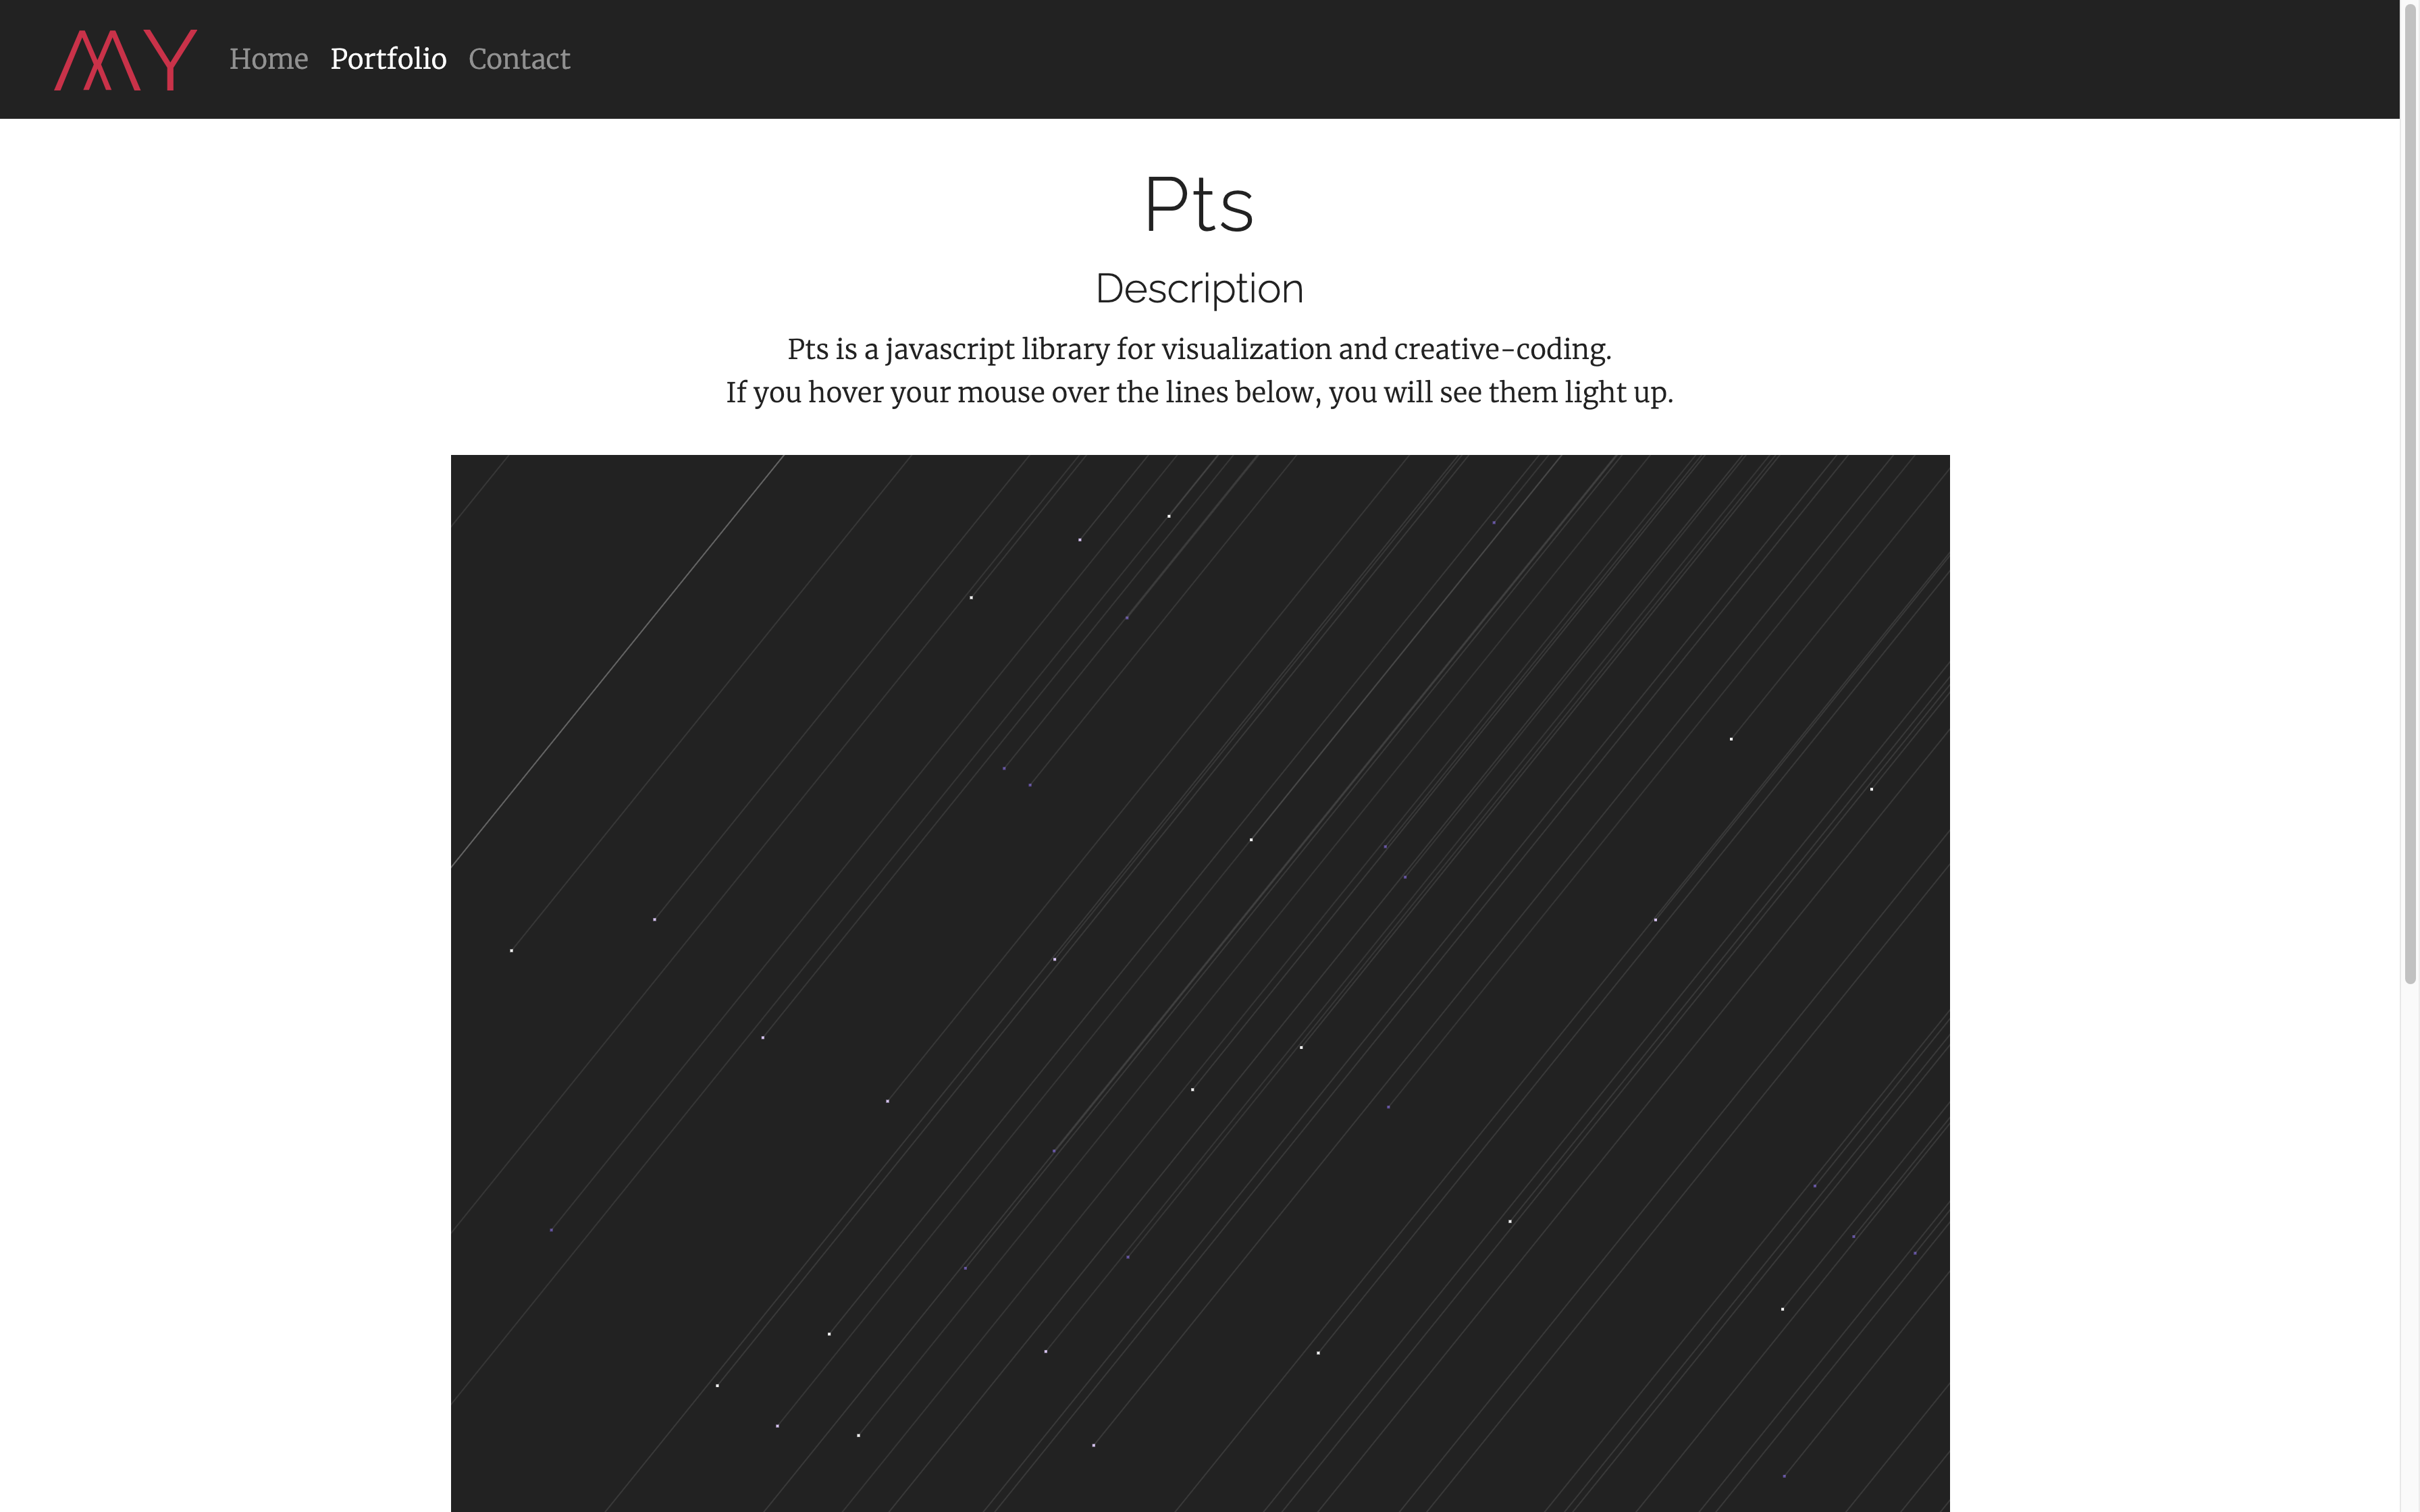 MY
Home Portfolio Contact
Pts
Description
Pts is a javascript library for visualization and creative-coding.
If you hover your mouse over the lines below, you will see them light up.